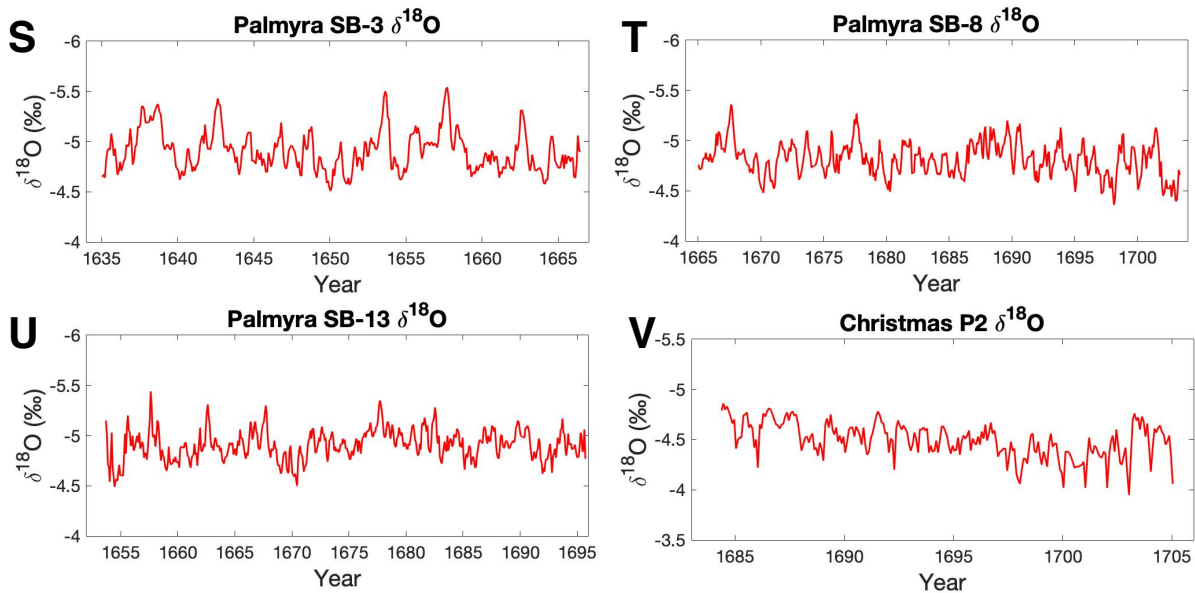 S
Palmyra SB-3 δ¹⁸O
-6
-5.5
-5
-4.5
-4
δ¹⁸O (‰)
1635 1640 1645 1650 1655 1660 1665
Year
T
Palmyra SB-8 δ¹⁸O
-6
-5.5
-5
-4.5
-4
δ¹⁸O (‰)
1665 1670 1675 1680 1685 1690 1695 1700
Year
U
Palmyra SB-13 δ¹⁸O
-6
-5.5
-5
-4.5
-4
δ¹⁸O (‰)
1655 1660 1665 1670 1675 1680 1685 1690 1695
Year
V
Christmas P2 δ¹⁸O
-5.5
-5
-4.5
-4
-3.5
δ¹⁸O (‰)
1685 1690 1695 1700 1705
Year